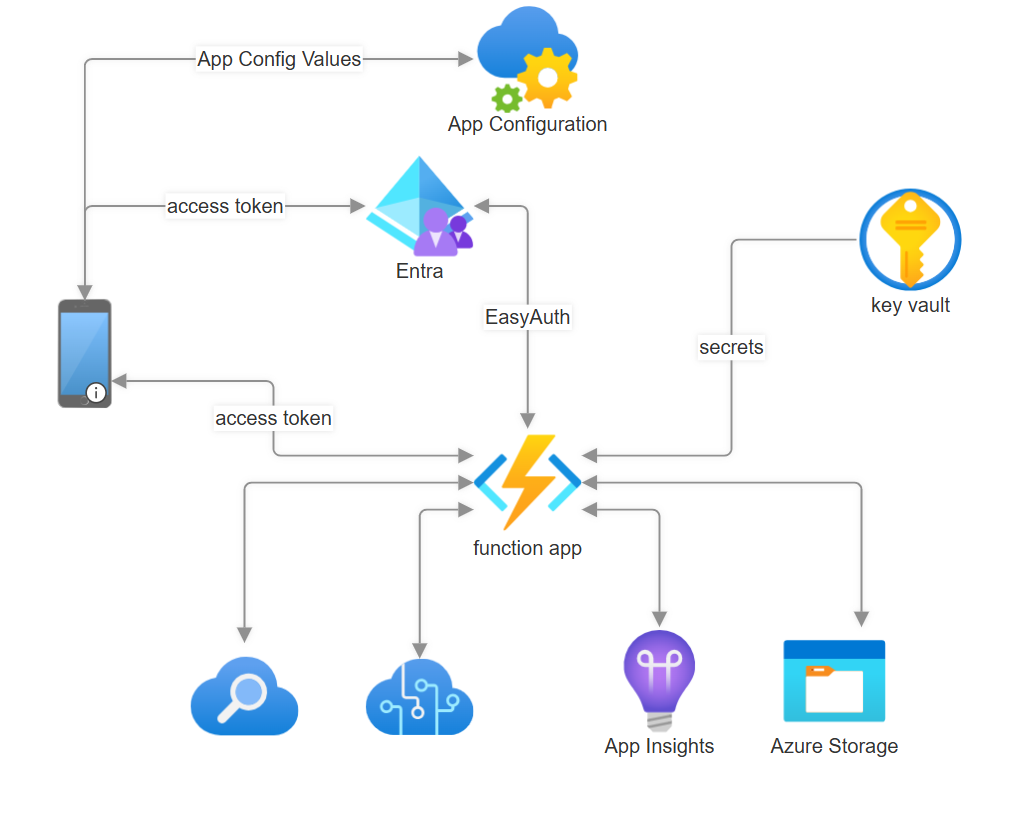 App Config Values
App Configuration
access token
Entra
key vault
EasyAuth
secrets
i
access token
function app
App Insights
Azure Storage